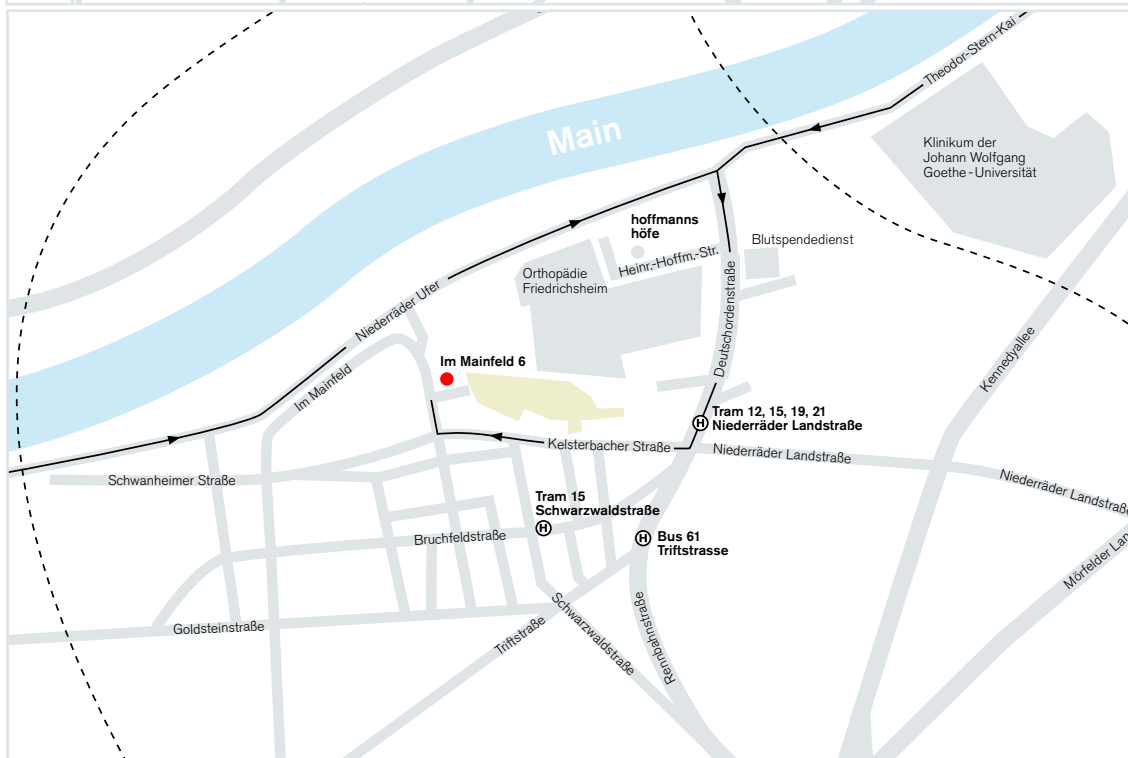 Theodor-Stern-Kai
Main
Klinikum der
Johann Wolfgang
Goethe-Universität
hoffmanns
höfe
Blutspendedienst
Heinr.-Hoffm.-Str.
Orthopädie
Friedrichsheim
Niederräder Ufer
Deutschordenstraße
Kennedyallee
Im Mainfeld 6
Im Mainfeld
Tram 12, 15, 19, 21
Niederräder Landstraße
H
Kelsterbacher Straße
Niederräder Landstraße
Niederräder Landstraße
Schwanheimer Straße
Tram 15
Schwarzwaldstraße
H
Bruchfeldstraße
H
Bus 61
Triftstrasse
Mörfelder Lan
Goldsteinstraße
Triftstraße
Schwarzwaldstraße
Rennbahnstraße